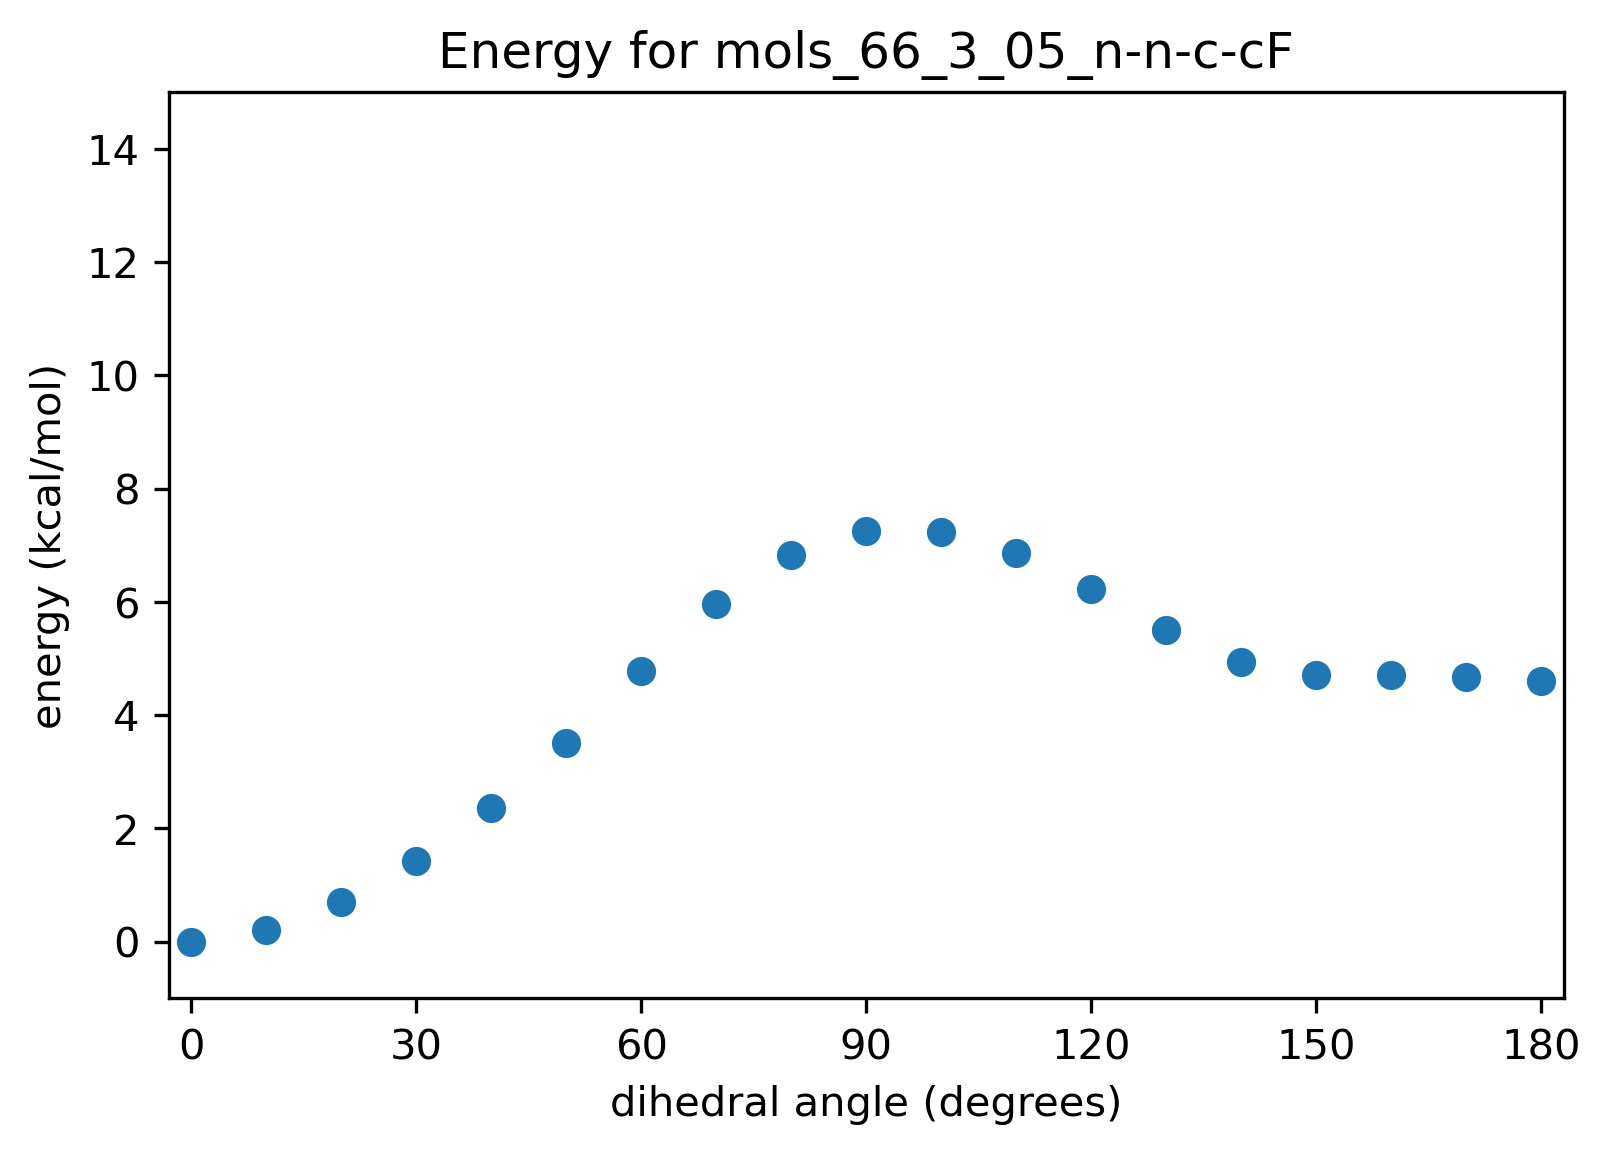 Energy for mols_66_3_05_n-n-c-cF
14
12
10
8
6
4
2
0
energy (kcal/mol)
0 30 60 90 120 150 180
dihedral angle (degrees)